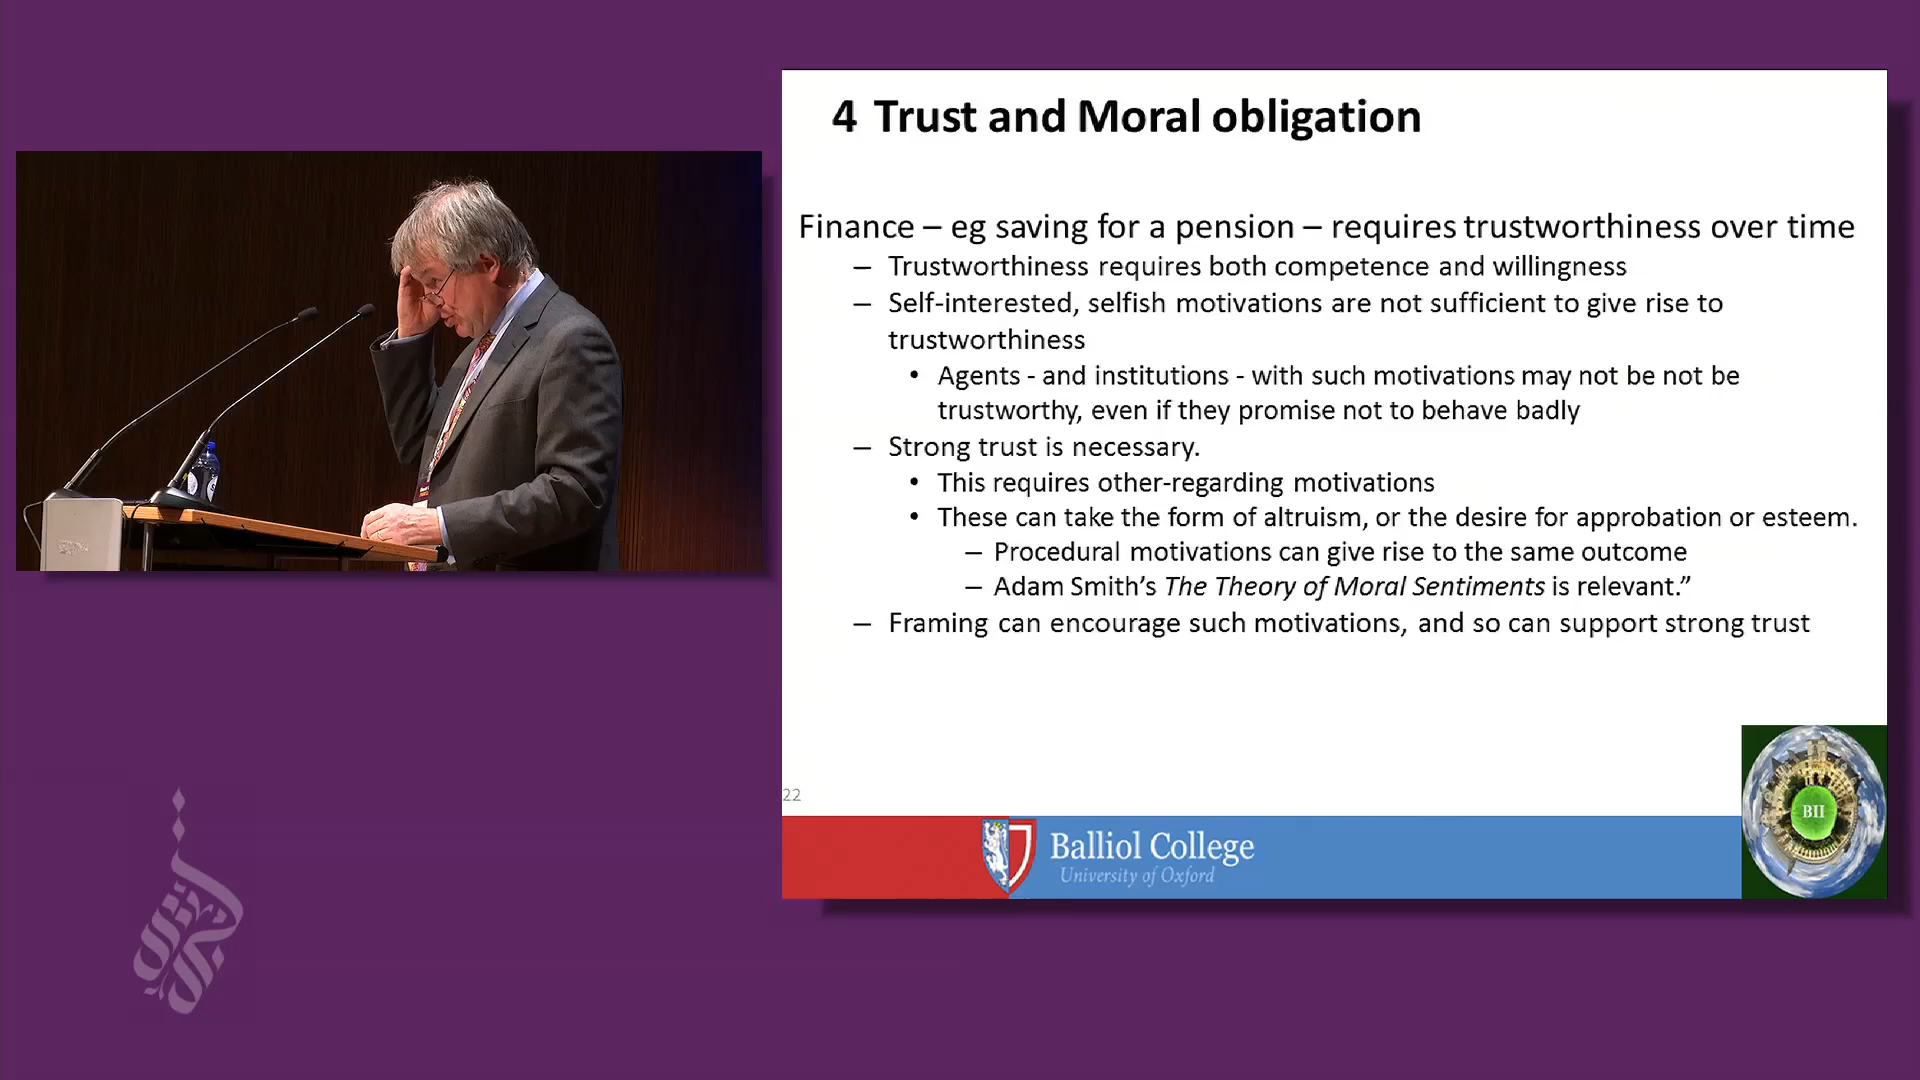 4 Trust and Moral obligation
Finance – eg saving for a pension – requires trustworthiness over time
– Trustworthiness requires both competence and willingness
– Self-interested, selfish motivations are not sufficient to give rise to
trustworthiness
• Agents - and institutions - with such motivations may not be not be
trustworthy, even if they promise not to behave badly
– Strong trust is necessary.
• This requires other-regarding motivations
• These can take the form of altruism, or the desire for approbation or esteem.
– Procedural motivations can give rise to the same outcome
– Adam Smith’s The Theory of Moral Sentiments is relevant.”
– Framing can encourage such motivations, and so can support strong trust
22
Balliol College
University of Oxford
BII